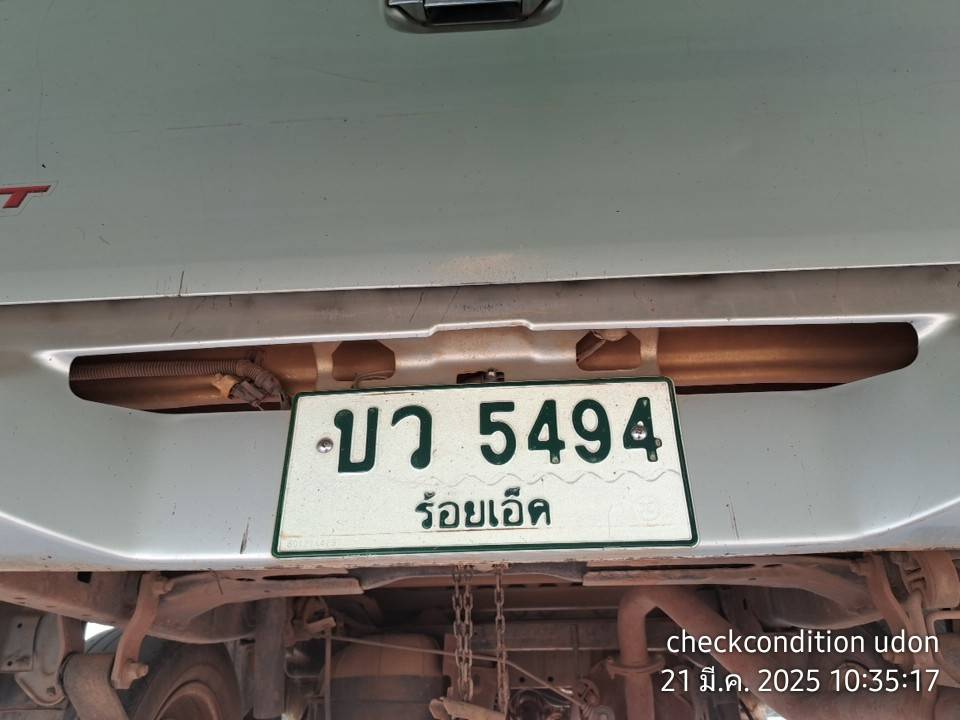 T
บว 5494
ร้อยเอ็ด
checkcondition udon
21 มี.ค. 2025 10:35:17